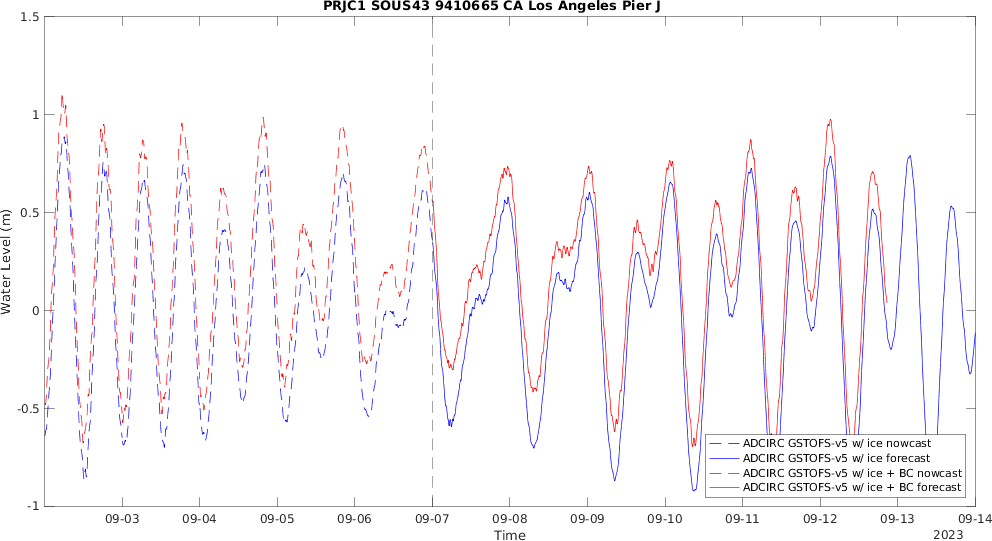 PRJC1 SOUS43 9410665 CA Los Angeles Pier J
1.5
1
0.5
0
-0.5
-1
Water Level (m)
09-03 09-04 09-05 09-06 09-07 09-08 09-09 09-10 09-11 09-12 09-13 09-14
Time
2023
ADCIRC GSTOFS-v5 w/ ice nowcast
ADCIRC GSTOFS-v5 w/ ice forecast
ADCIRC GSTOFS-v5 w/ ice + BC nowcast
ADCIRC GSTOFS-v5 w/ ice + BC forecast